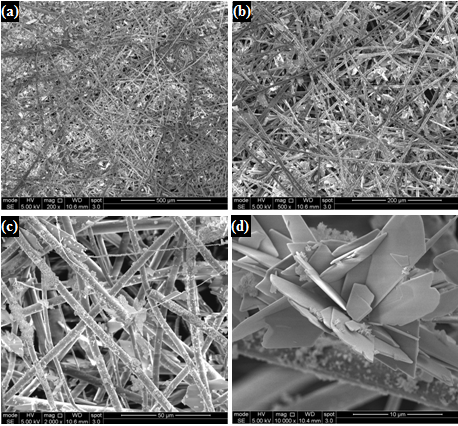 (a)
mode HV mag WD spot 500 µm
SE 5.00 kV 200 x 10.6 mm 3.0
(b)
mode HV mag WD spot 200 µm
SE 5.00 kV 500 x 10.6 mm 3.0
(c)
mode HV mag WD spot 50 µm
SE 5.00 kV 2 000 x 10.6 mm 3.0
(d)
mode HV mag WD spot 10 µm
SE 5.00 kV 10 000 x 10.4 mm 3.0